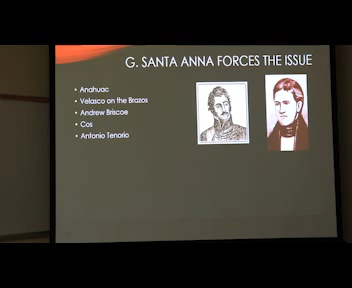 G. SANTA ANNA FORCES THE ISSUE
• Anahuac
• Velasco on the Brazos
• Andrew Briscoe
• Cos
• Antonio Tenorio